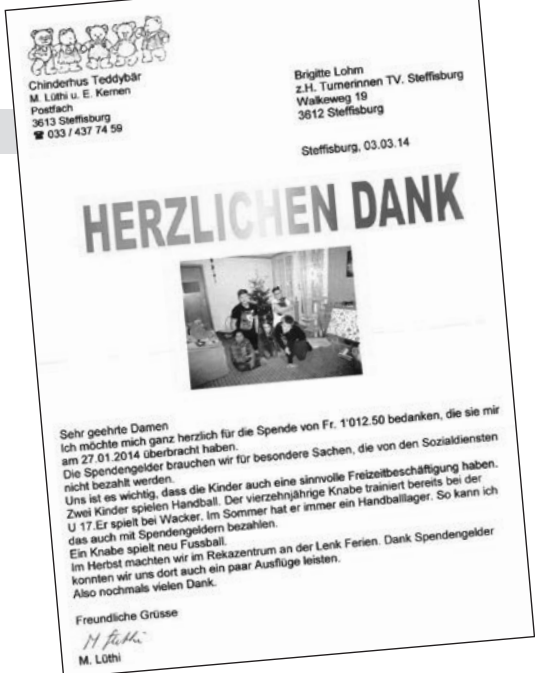 Chinderhus Teddybär
M. Lüthi u. E. Kernen
Postfach
3613 Steffisburg
☎ 033 / 437 74 59
Brigitte Lohm
z.H. Turnerinnen TV. Steffisburg
Walkeweg 19
3612 Steffisburg
Steffisburg, 03.03.14
HERZLICHEN DANK
Sehr geehrte Damen
Ich möchte mich ganz herzlich für die Spende von Fr. 1'012.50 bedanken, die sie mir
am 27.01.2014 überbracht haben.
Die Spendengelder brauchen wir für besondere Sachen, die von den Sozialdiensten
nicht bezahlt werden.
Uns ist es wichtig, dass die Kinder auch eine sinnvolle Freizeitbeschäftigung haben.
Zwei Kinder spielen Handball. Der vierzehnjährige Knabe trainiert bereits bei der
U 17.Er spielt bei Wacker. Im Sommer hat er immer ein Handballlager. So kann ich
das auch mit Spendengeldern bezahlen.
Ein Knabe spielt neu Fussball.
Im Herbst machten wir im Rekazentrum an der Lenk Ferien. Dank Spendengelder
konnten wir uns dort auch ein paar Ausflüge leisten.
Also nochmals vielen Dank.
Freundliche Grüsse
M Lüthi
M. Lüthi